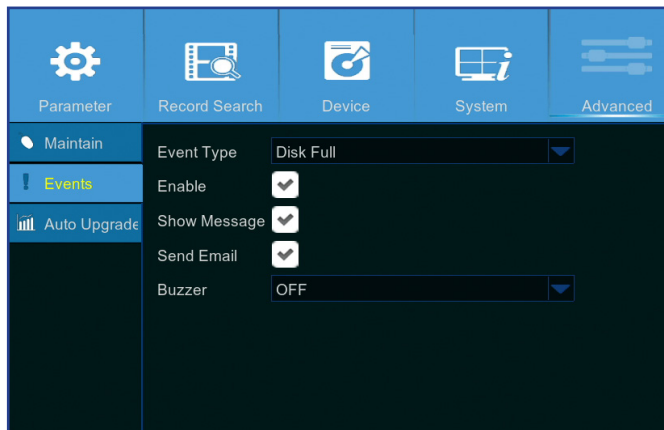 Parameter
Record Search
Device
System
Advanced
Maintain
Events
Auto Upgrade
Event Type
Disk Full
Enable
Show Message
Send Email
Buzzer
OFF